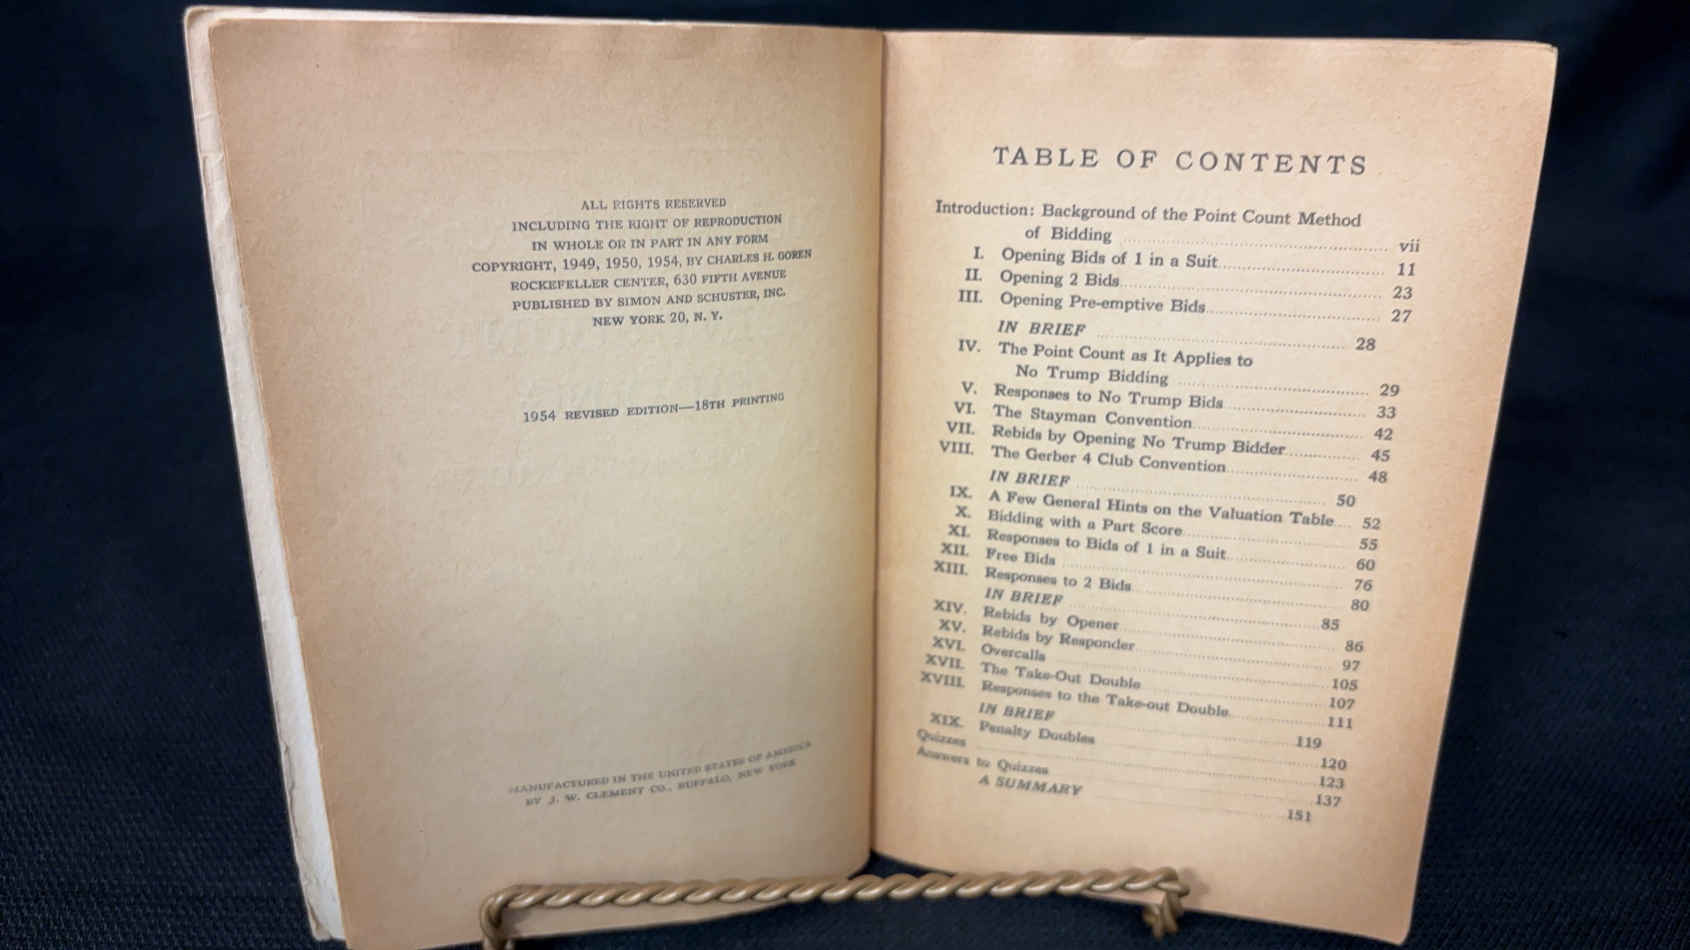 ALL RIGHTS RESERVED
INCLUDING THE RIGHT OF REPRODUCTION
IN WHOLE OR IN PART IN ANY FORM
COPYRIGHT, 1949, 1950, 1954, BY CHARLES H. GOREN
ROCKEFELLER CENTER, 630 FIFTH AVENUE
PUBLISHED BY SIMON AND SCHUSTER, INC.
NEW YORK 20, N. Y.
1954 REVISED EDITION—18TH PRINTING
MANUFACTURED IN THE UNITED STATES OF AMERICA
BY J. W. CLEMENT CO., BUFFALO, NEW YORK
TABLE OF CONTENTS
Introduction: Background of the Point Count Method
of Bidding ........ vii
I. Opening Bids of 1 in a Suit ........ 11
II. Opening 2 Bids ........ 23
III. Opening Pre-emptive Bids ........ 27
IN BRIEF ........ 28
IV. The Point Count as It Applies to
No Trump Bidding ........ 29
V. Responses to No Trump Bids ........ 33
VI. The Stayman Convention ........ 42
VII. Rebids by Opening No Trump Bidder ........ 45
VIII. The Gerber 4 Club Convention ........ 48
IN BRIEF ........ 50
IX. A Few General Hints on the Valuation Table .... 52
X. Bidding with a Part Score ........ 55
XI. Responses to Bids of 1 in a Suit ........ 60
XII. Free Bids ........ 76
XIII. Responses to 2 Bids ........ 80
IN BRIEF ........ 85
XIV. Rebids by Opener ........ 86
XV. Rebids by Responder ........ 97
XVI. Overcalls ........ 105
XVII. The Take-Out Double ........ 107
XVIII. Responses to the Take-out Double ........ 111
IN BRIEF ........ 119
XIX. Penalty Doubles ........ 120
Quizzes ........ 123
Answers to Quizzes ........ 137
A SUMMARY ........ 151